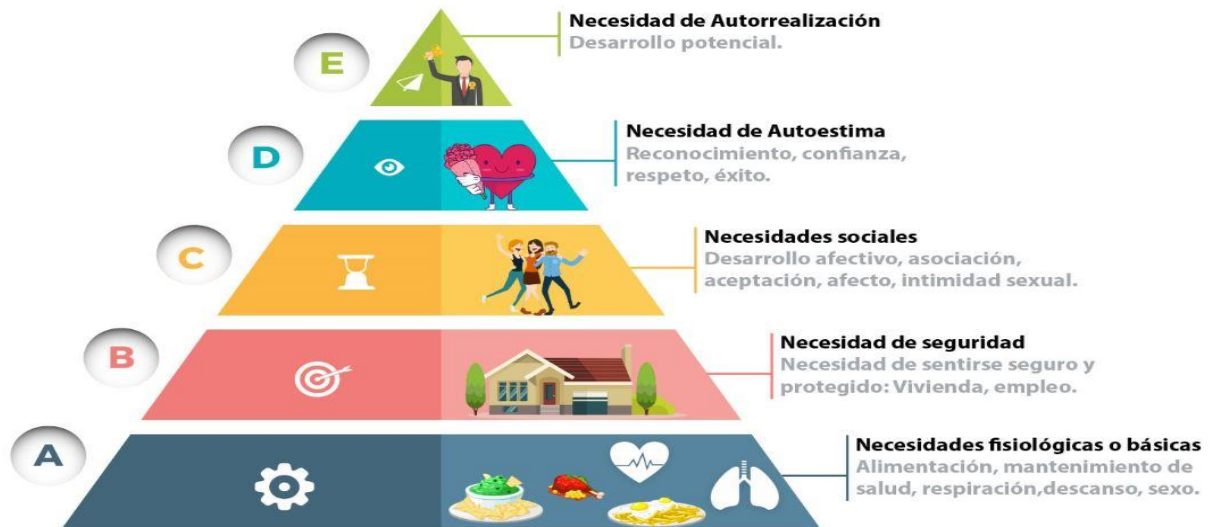 E
Necesidad de Autorrealización
Desarrollo potencial.
D
Necesidad de Autoestima
Reconocimiento, confianza,
respeto, éxito.
C
Necesidades sociales
Desarrollo afectivo, asociación,
aceptación, afecto, intimidad sexual.
B
Necesidad de seguridad
Necesidad de sentirse seguro y
protegido: Vivienda, empleo.
A
Necesidades fisiológicas o básicas
Alimentación, mantenimiento de
salud, respiración,descanso, sexo.